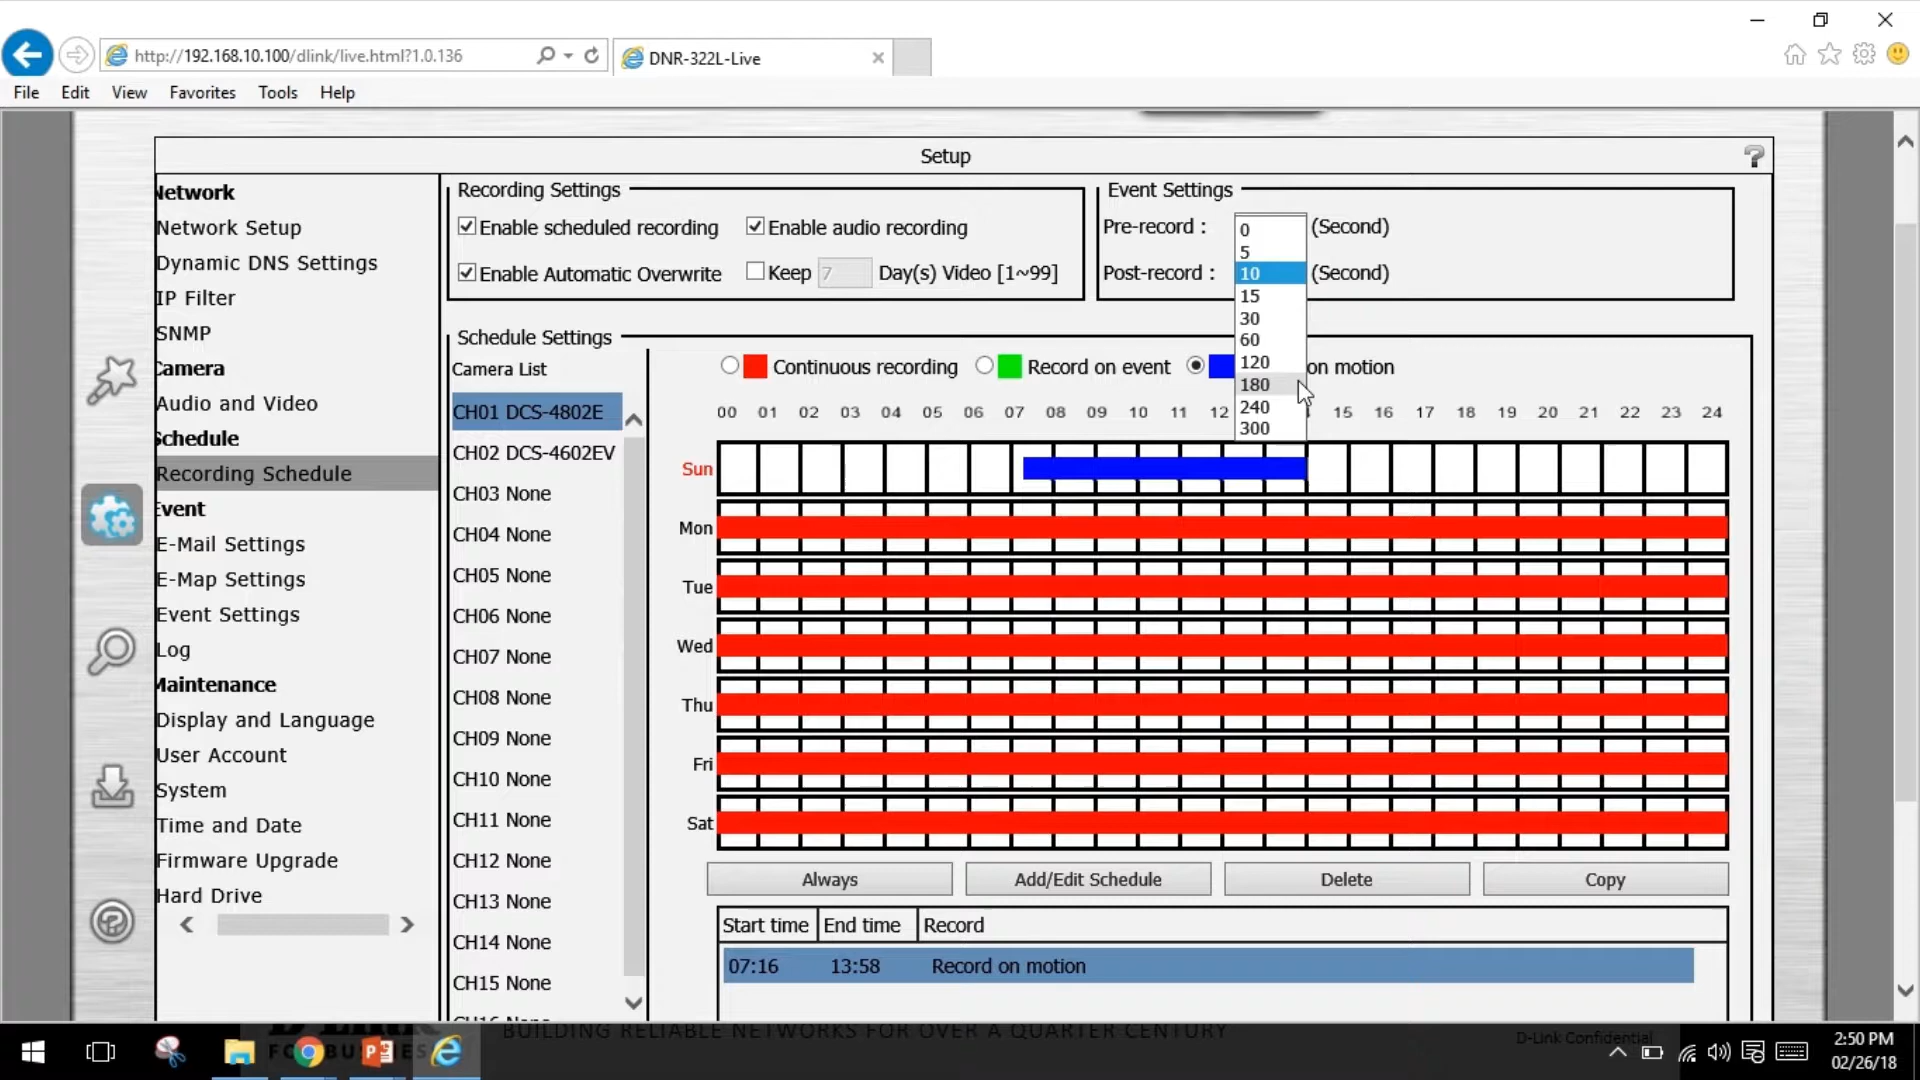 http://192.168.10.100/dlink/live.html?1.0.136
DNR-322L-Live
File Edit View Favorites Tools Help
Setup
Network
Network Setup
Dynamic DNS Settings
IP Filter
SNMP
Camera
Audio and Video
Schedule
Recording Schedule
Event
E-Mail Settings
E-Map Settings
Event Settings
Log
Maintenance
Display and Language
User Account
System
Time and Date
Firmware Upgrade
Hard Drive
Recording Settings
Enable scheduled recording
Enable audio recording
Enable Automatic Overwrite
Keep 7 Day(s) Video [1~99]
Event Settings
Pre-record : (Second)
Post-record : (Second)
0
5
10
15
30
60
120
180
240
300
Schedule Settings
Camera List
CH01 DCS-4802E
CH02 DCS-4602EV
CH03 None
CH04 None
CH05 None
CH06 None
CH07 None
CH08 None
CH09 None
CH10 None
CH11 None
CH12 None
CH13 None
CH14 None
CH15 None
CH16 None
Continuous recording Record on event on motion
00 01 02 03 04 05 06 07 08 09 10 11 12 15 16 17 18 19 20 21 22 23 24
Sun
Mon
Tue
Wed
Thu
Fri
Sat
Always Add/Edit Schedule Delete Copy
Start time End time Record
07:16 13:58 Record on motion
D-Link
FOR BUSINESS
BUILDING RELIABLE NETWORKS FOR OVER A QUARTER CENTURY
D-Link Confidential
2:50 PM
02/26/18